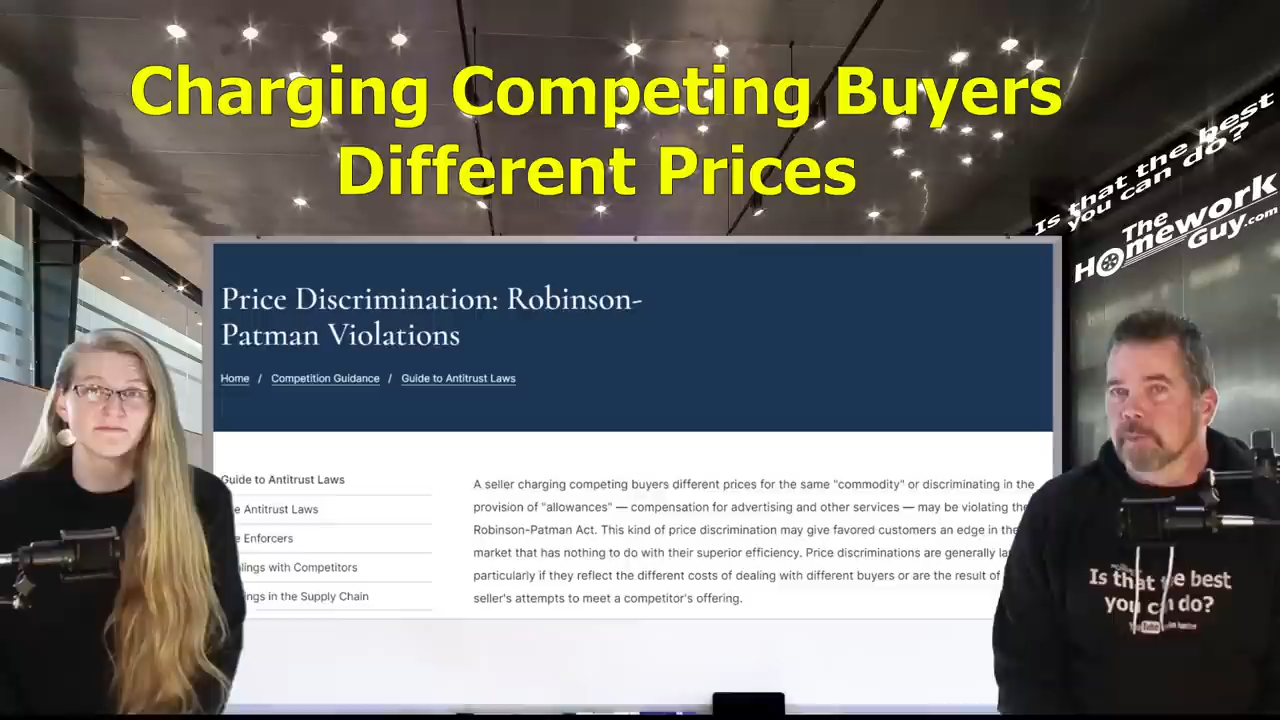 Charging Competing Buyers
Different Prices
Is that the best
you can do?
The
Homework
Guy.com
Price Discrimination: Robinson-
Patman Violations
Home / Competition Guidance / Guide to Antitrust Laws
Guide to Antitrust Laws
Antitrust Laws
Enforcers
with Competitors
in the Supply Chain
A seller charging competing buyers different prices for the same "commodity" or discriminating in the
provision of "allowances" — compensation for advertising and other services — may be violating the
Robinson-Patman Act. This kind of price discrimination may give favored customers an edge in the
market that has nothing to do with their superior efficiency. Price discriminations are generally
particularly if they reflect the different costs of dealing with different buyers or are the result of
seller's attempts to meet a competitor's offering.
Is that the best
you can do?